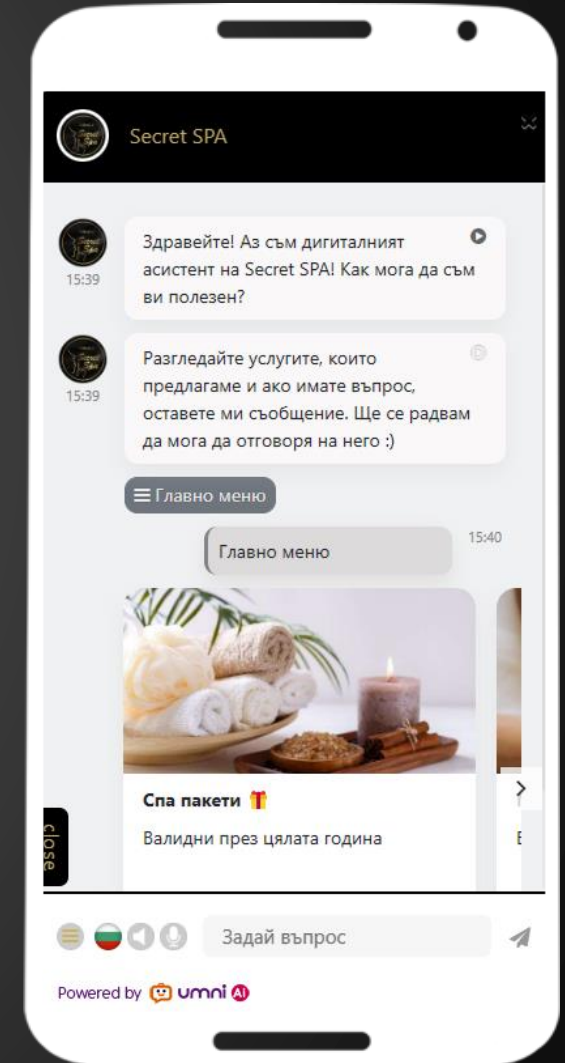 Secret SPA
Здравейте! Аз съм дигиталният
асистент на Secret SPA! Как мога да съм
ви полезен?
15:39
Разгледайте услугите, които
предлагаме и ако имате въпрос,
оставете ми съобщение. Ще се радвам
да мога да отговоря на него :)
15:39
Главно меню
Главно меню
15:40
Спа пакети
Валидни през цялата година
close
Задай въпрос
Powered by umni AI